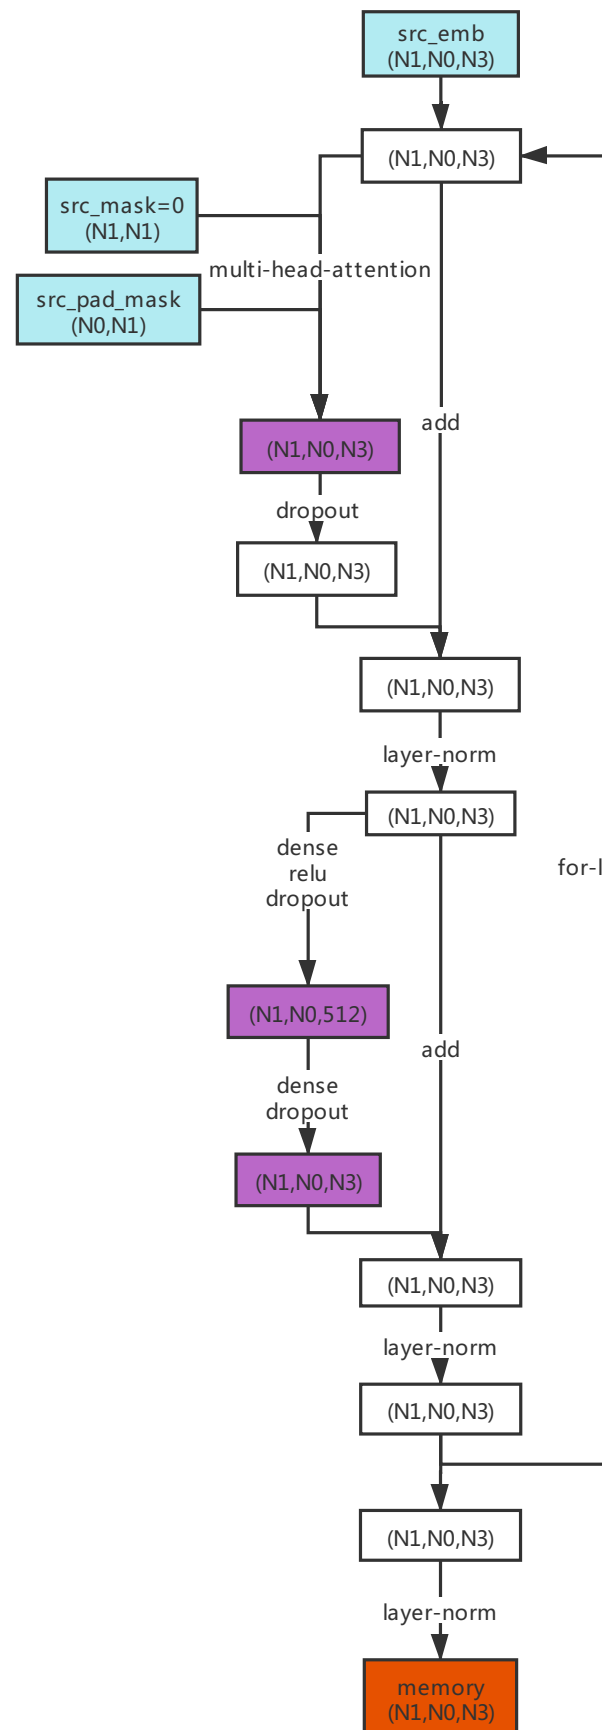 src_emb
(N1,N0,N3)
(N1,N0,N3)
src_mask=0
(N1,N1)
multi-head-attention
src_pad_mask
(N0,N1)
add
(N1,N0,N3)
dropout
(N1,N0,N3)
(N1,N0,N3)
layer-norm
(N1,N0,N3)
dense
relu
dropout
for-l
(N1,N0,512)
add
dense
dropout
(N1,N0,N3)
(N1,N0,N3)
layer-norm
(N1,N0,N3)
(N1,N0,N3)
layer-norm
memory
(N1,N0,N3)